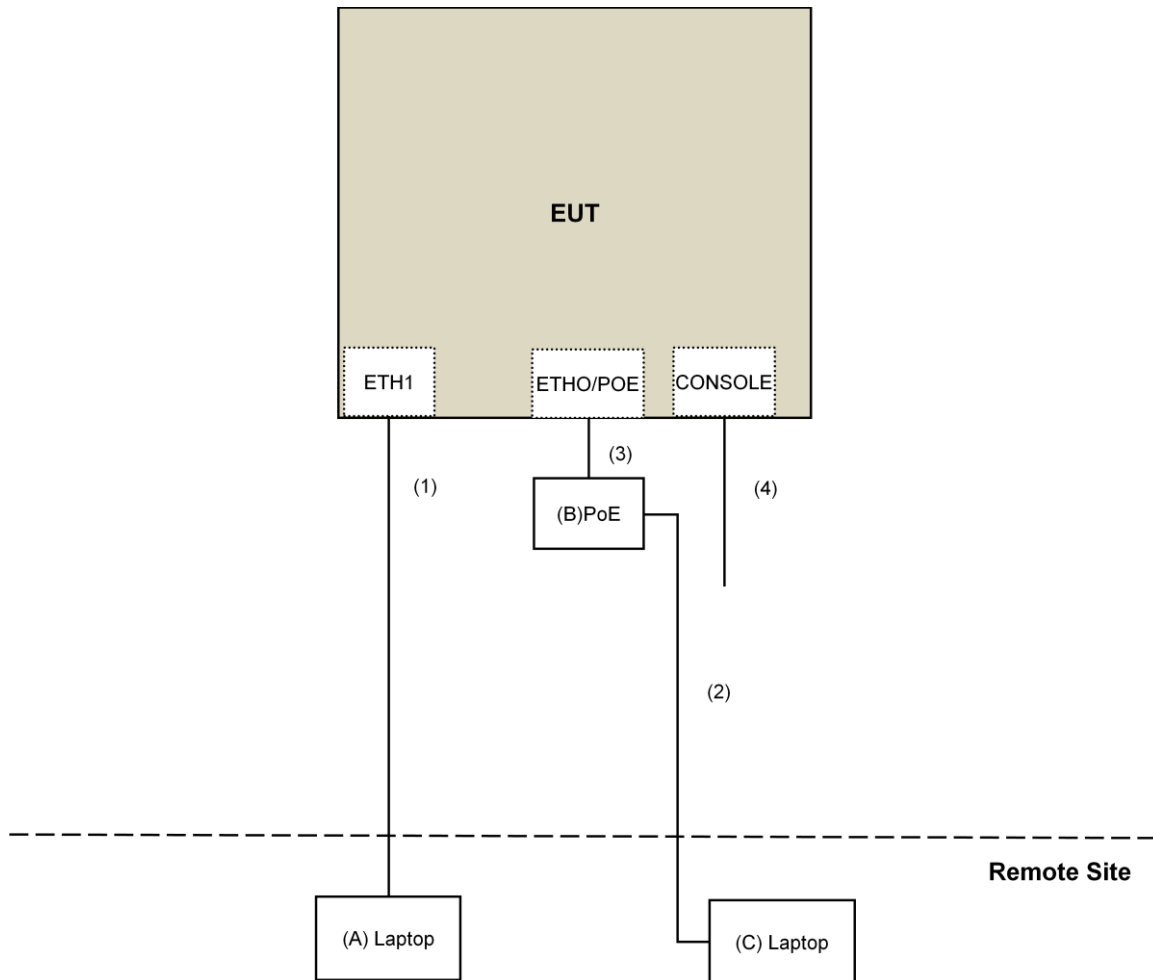 EUT
ETH1
ETHO/POE
CONSOLE
(1)
(3)
(4)
(B)PoE
(2)
Remote Site
(A) Laptop
(C) Laptop